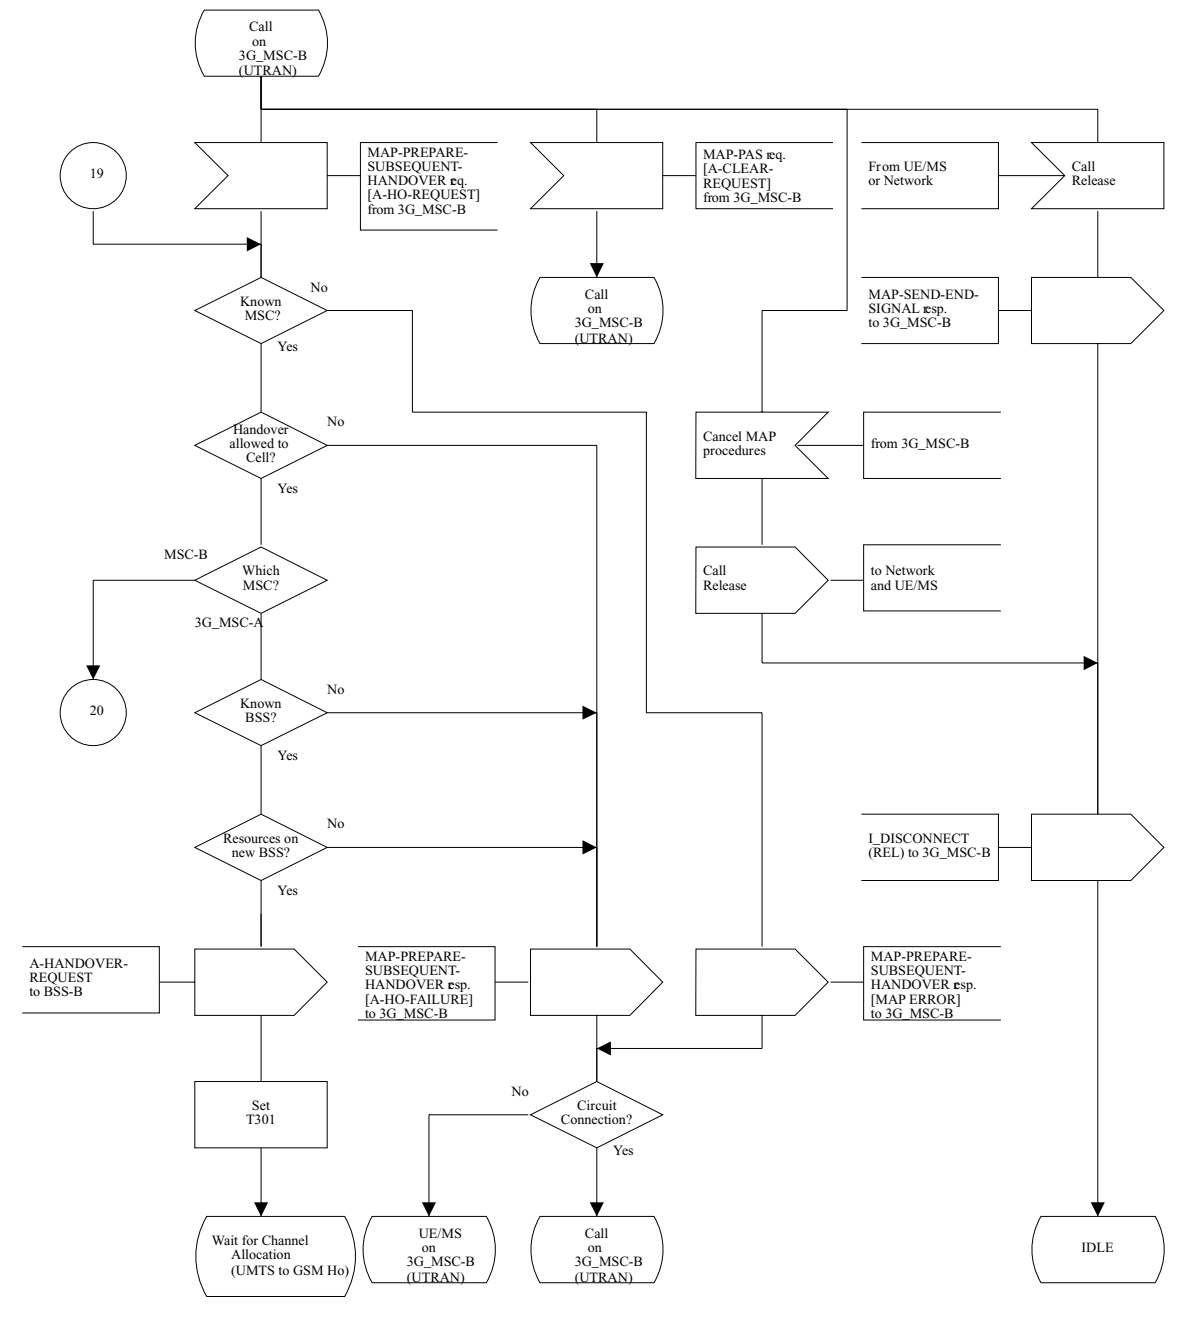 Call
on
3G_MSC-B
(UTRAN)
19
MAP-PREPARE-
SUBSEQUENT-
HANDOVER req.
[A-HO-REQUEST]
from 3G_MSC-B
MAP-PAS req.
[A-CLEAR-
REQUEST]
from 3G_MSC-B
From UE/MS
or Network
Call
Release
Known
MSC?
No
Yes
Call
on
3G_MSC-B
(UTRAN)
MAP-SEND-END-
SIGNAL resp.
to 3G_MSC-B
Handover
allowed to
Cell?
No
Yes
Cancel MAP
procedures
from 3G_MSC-B
MSC-B
Which
MSC?
3G_MSC-A
Call
Release
to Network
and UE/MS
20
Known
BSS?
No
Yes
Resources on
new BSS?
No
Yes
I_DISCONNECT
(REL) to 3G_MSC-B
A-HANDOVER-
REQUEST
to BSS-B
MAP-PREPARE-
SUBSEQUENT-
HANDOVER resp.
[A-HO-FAILURE]
to 3G_MSC-B
MAP-PREPARE-
SUBSEQUENT-
HANDOVER resp.
[MAP ERROR]
to 3G_MSC-B
Set
T301
No
Circuit
Connection?
Yes
Wait for Channel
Allocation
(UMTS to GSM Ho)
UE/MS
on
3G_MSC-B
(UTRAN)
Call
on
3G_MSC-B
(UTRAN)
IDLE